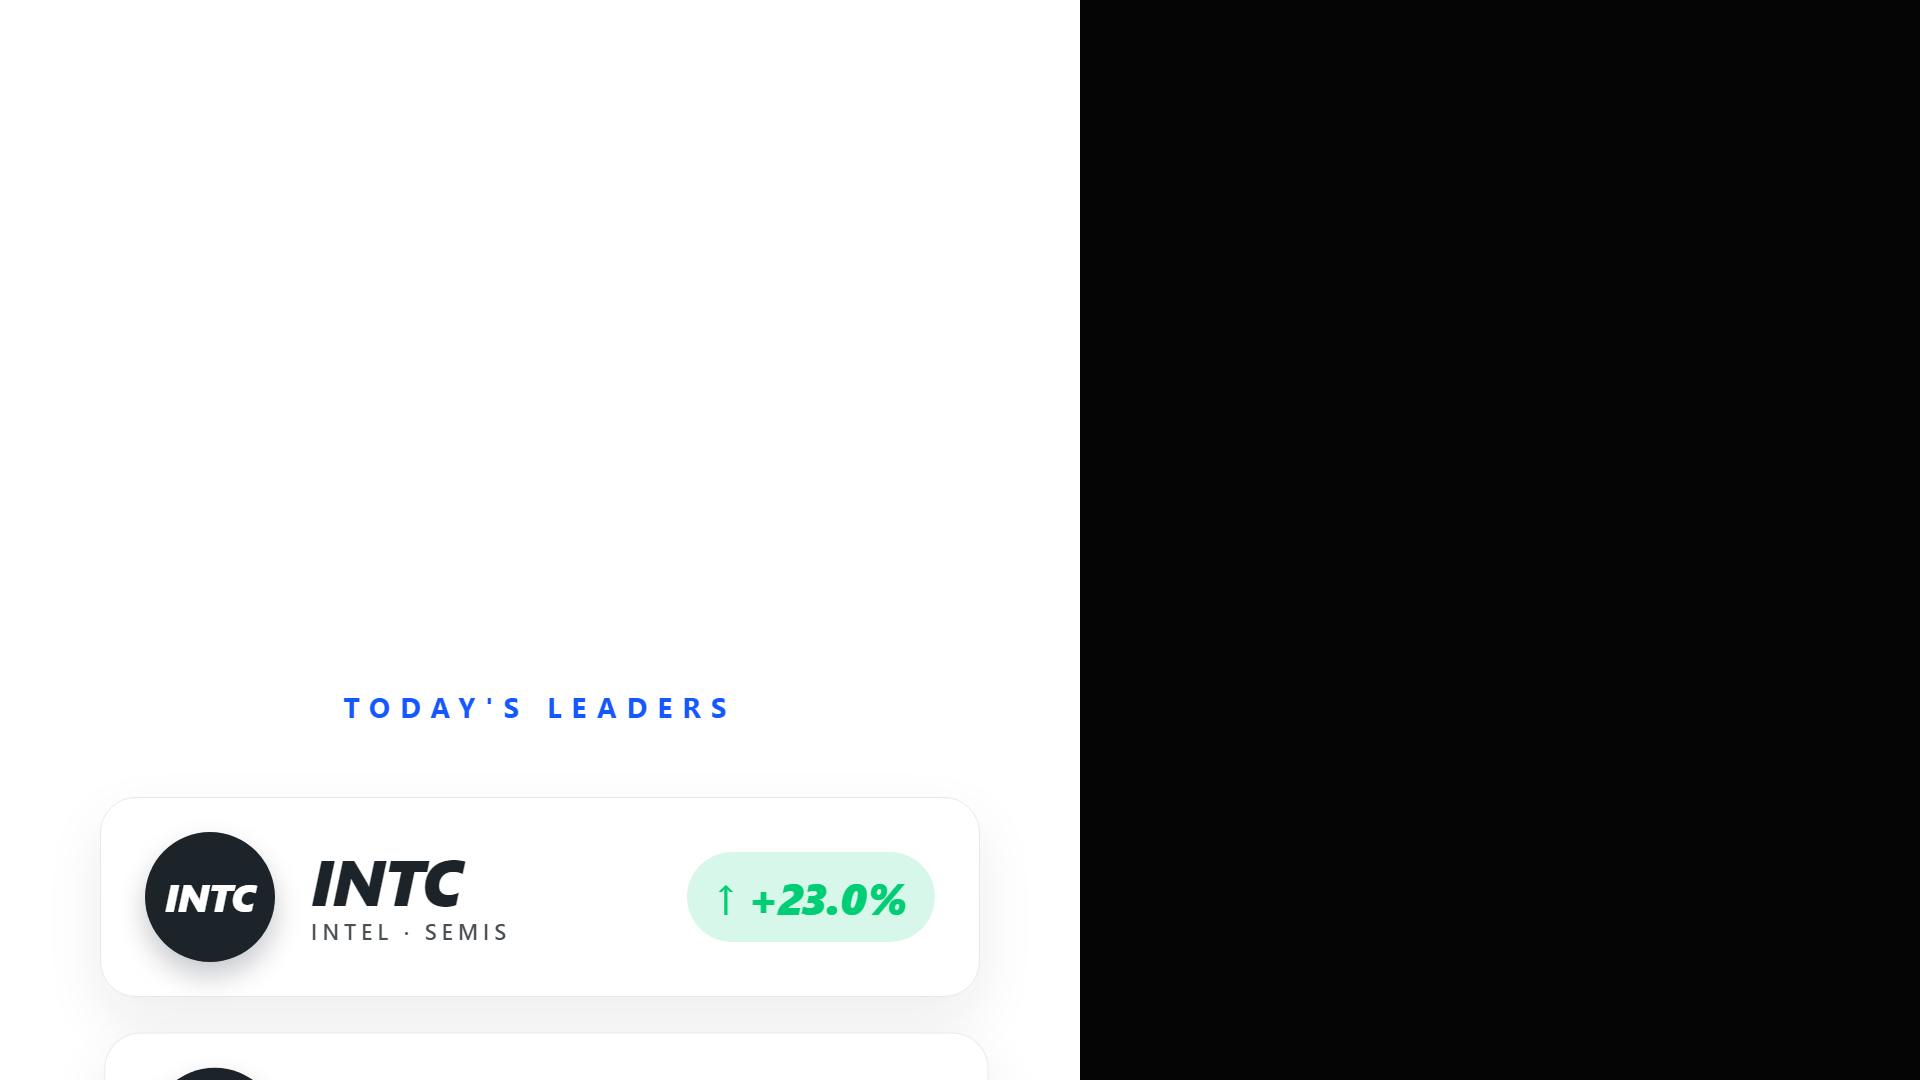 TODAY'S LEADERS
INTC
INTC
INTEL · SEMIS
↑ +23.0%